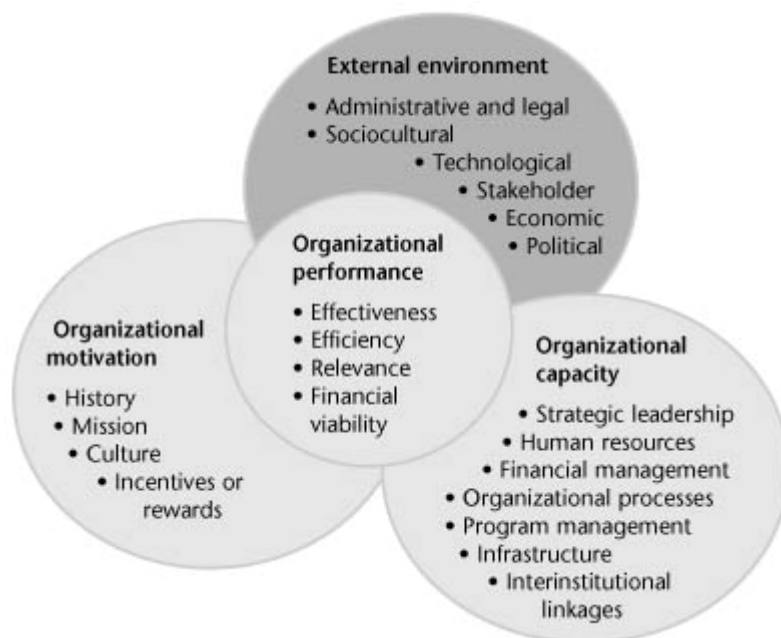 External environment
• Administrative and legal
• Sociocultural
• Technological
• Stakeholder
• Economic
• Political
Organizational
performance
• Effectiveness
• Efficiency
• Relevance
• Financial
viability
Organizational
motivation
• History
• Mission
• Culture
• Incentives or
rewards
Organizational
capacity
• Strategic leadership
• Human resources
• Financial management
• Organizational processes
• Program management
• Infrastructure
• Interinstitutional
linkages